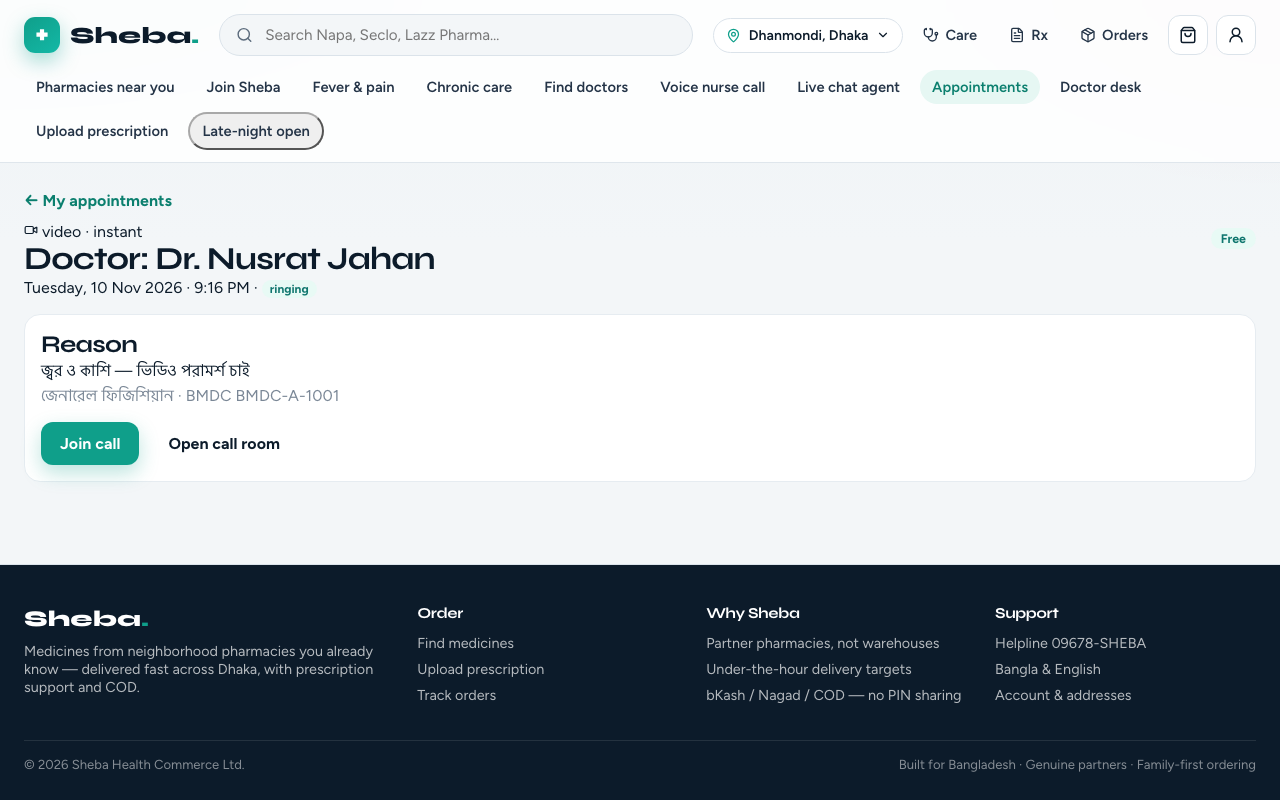 Sheba.
Search Napa, Seclo, Lazz Pharma...
Dhanmondi, Dhaka
Care
Rx
Orders
Pharmacies near you
Join Sheba
Fever & pain
Chronic care
Find doctors
Voice nurse call
Live chat agent
Appointments
Doctor desk
Upload prescription
Late-night open
← My appointments
video · instant
Free
Doctor: Dr. Nusrat Jahan
Tuesday, 10 Nov 2026 · 9:16 PM · ringing
Reason
জ্বর ও কাশি — ভিডিও পরামর্শ চাই
জেনারেল ফিজিশিয়ান · BMDC BMDC-A-1001
Join call
Open call room
Sheba.
Medicines from neighborhood pharmacies you already
know — delivered fast across Dhaka, with prescription
support and COD.
Order
Find medicines
Upload prescription
Track orders
Why Sheba
Partner pharmacies, not warehouses
Under-the-hour delivery targets
bKash / Nagad / COD — no PIN sharing
Support
Helpline 09678-SHEBA
Bangla & English
Account & addresses
© 2026 Sheba Health Commerce Ltd.
Built for Bangladesh · Genuine partners · Family-first ordering